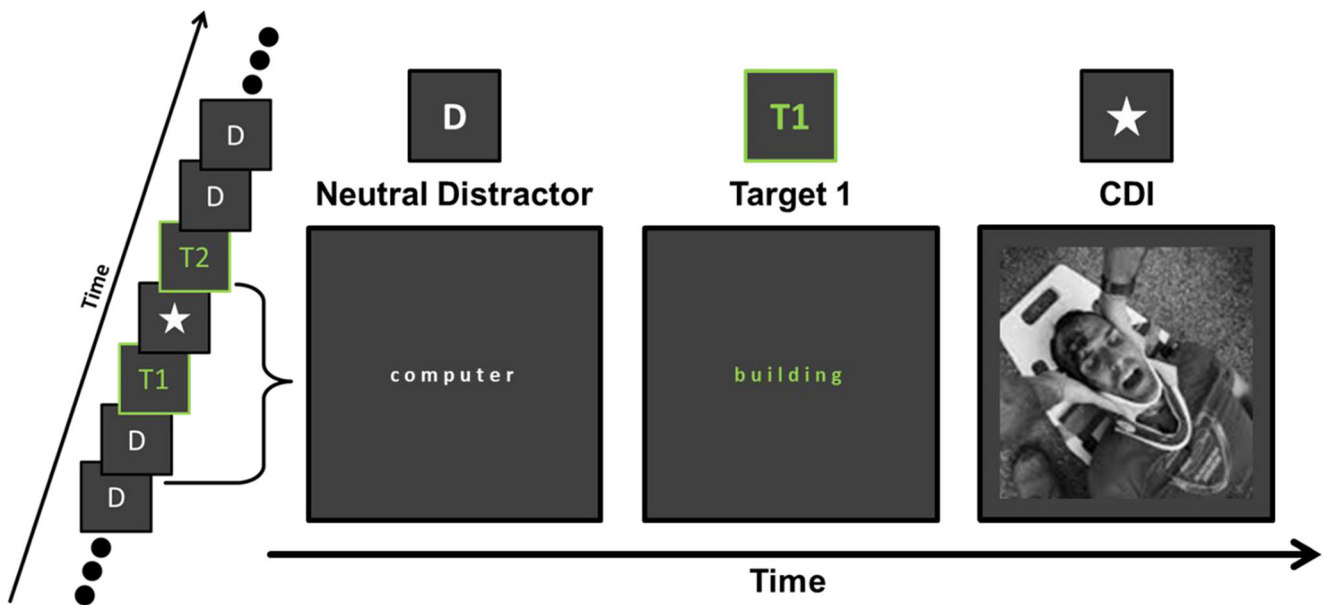 Time
D
D
T2
T1
D
D
D
T1
Neutral Distractor
Target 1
CDI
computer
building
Time